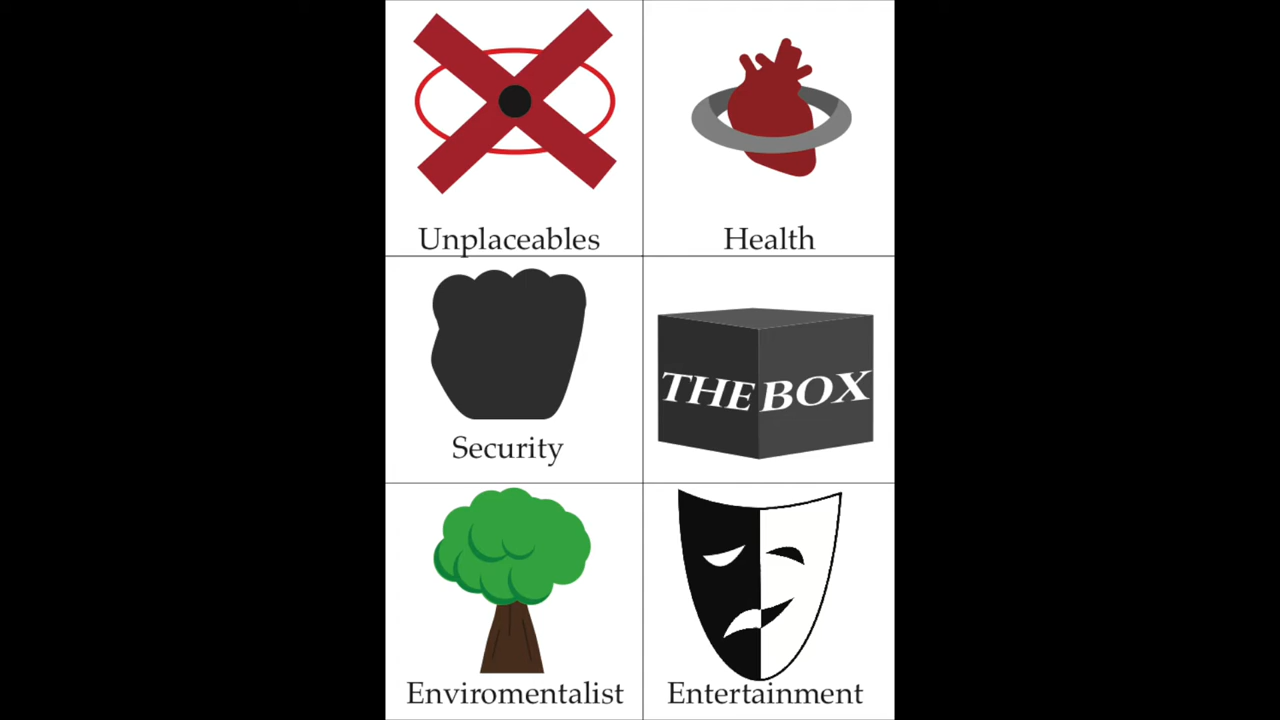 Unplaceables
Health
Security
THE BOX
Enviromentalist
Entertainment